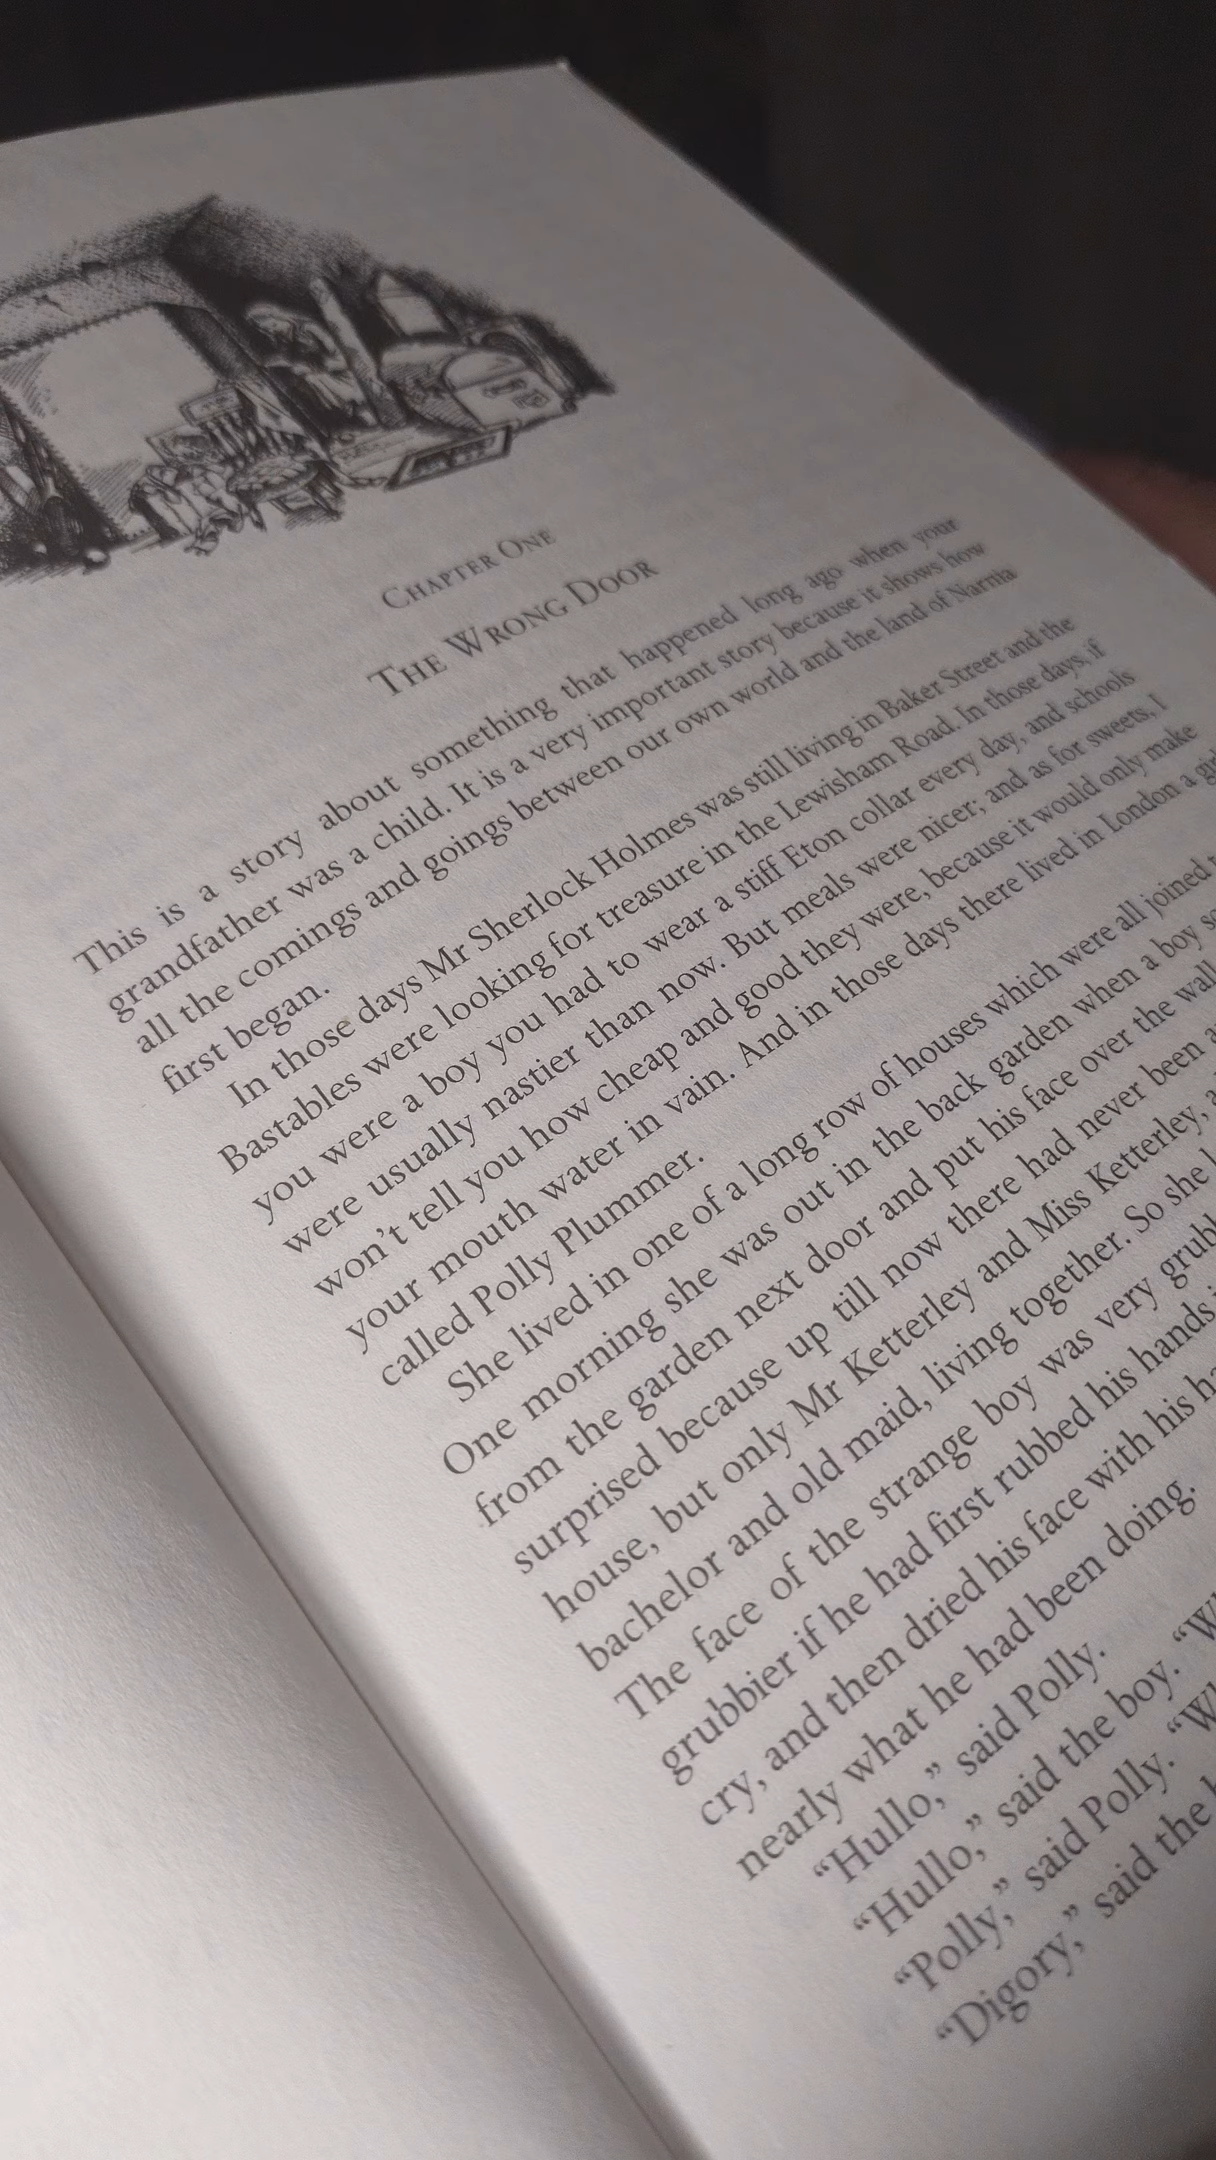 CHAPTER ONE
THE WRONG DOOR
This is a story about something that happened long ago when your
grandfather was a child. It is a very important story because it shows how
all the comings and goings between our own world and the land of Narnia
first began.
In those days Mr Sherlock Holmes was still living in Baker Street and the
Bastables were looking for treasure in the Lewisham Road. In those days, if
you were a boy you had to wear a stiff Eton collar every day, and schools
were usually nastier than now. But meals were nicer; and as for sweets, I
won't tell you how cheap and good they were, because it would only make
your mouth water in vain. And in those days there lived in London a
called Polly Plummer.
She lived in one of a long row of houses which were all joined
One morning she was out in the back garden when a boy
from the garden next door and put his face over the
surprised because up till now there had never been
house, but only Mr Ketterley and Miss Ketterley,
bachelor and old maid, living together. So she
The face of the strange boy was very
grubbier if he had first rubbed his hands
cry, and then dried his face with his
nearly what he had been doing.
“Hullo,” said Polly.
“Hullo,” said the boy.
“Polly,” said Polly.
“Digory,” said the